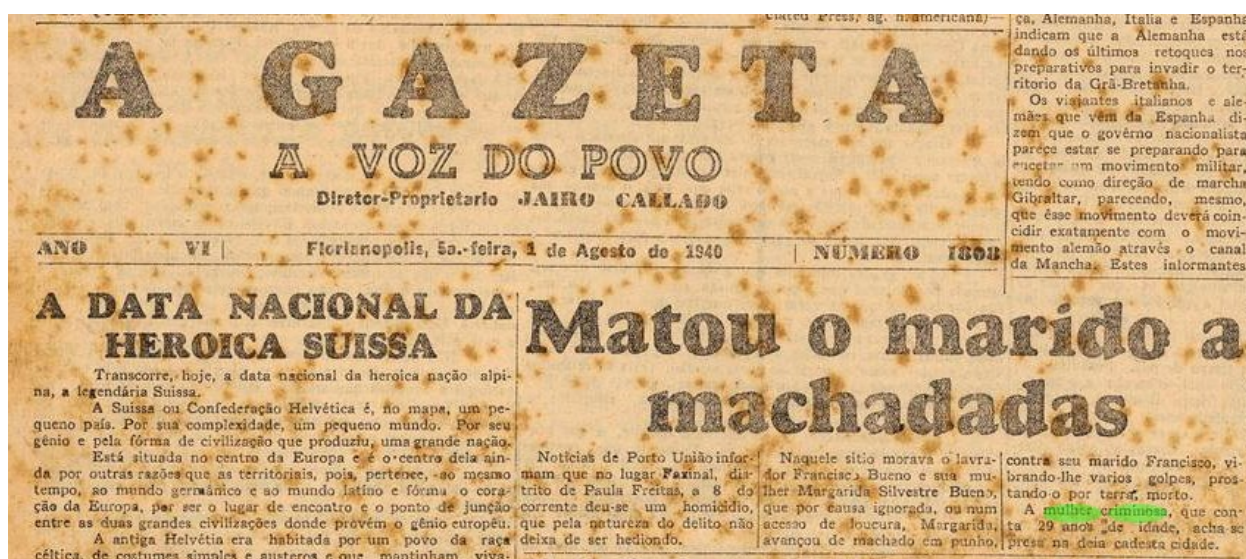 ciated Press, ag. n. americana)—
A GAZETA
A VOZ DO POVO
Diretor-Proprietario JAIRO CALLADO
ANO VI | Florianopolis, 5a.-feira, 1 de Agosto de 1940 | NÚMERO 1808
ça, Alemanha, Italia e Espanha
indicam que a Alemanha está
dando os últimos retoques nos
preparativos para invadir o ter-
ritorio da Grã-Bretanha.
Os viajantes italianos e ale-
mães que vêm da Espanha di-
zem que o govêrno nacionalista
parece estar se preparando para
encetar um movimento militar,
tendo como direção de marcha
Gibraltar, parecendo, mesmo,
que ésse movimento deverá coin-
cidir exatamente com o movi-
mento alemão através o canal
da Mancha. Estes informantes
A DATA NACIONAL DA
HEROICA SUISSA
Transcorre, hoje, a data nacional da heroica nação alpi-
na, a legendária Suissa.
A Suissa ou Confederação Helvética é, no mapa, um pe-
queno país. Por sua complexidade, um pequeno mundo. Por seu
gênio e pela fórma de civilização que produziu, uma grande nação.
Está situada no centro da Europa e é o centro dela ain-
da por outras razões que as territoriais, pois, pertence, ao mesmo
tempo, ao mundo germânico e ao mundo latino e fórma o cora-
ção da Europa, por ser o lugar de encontro e o ponto de junção
entre as duas grandes civilizações donde provém o gênio européu.
A antiga Helvétia era habitada por um povo da raça
céltica, de costumes simples e austeros e que mantinham viva-
Matou o marido a
machadadas
Noticias de Porto União infor-
mam que no lugar Faxinal, dis-
trito de Paula Freitas, a 8 do
corrente deu-se um homicídio,
que pela natureza do delito não
deixa de ser hediondo.
Naquele sitio morava o lavra-
dor Francisco Bueno e sua mu-
lher Margarida Silvestre Bueno,
que por causa ignorada, ou num
acesso de loucura, Margarida,
avançou de machado em punho,
contra seu marido Francisco, vi-
brando-lhe varios golpes, pros-
tando-o por terra, morto.
A mulher criminosa, que con-
ta 29 anos de idade, acha-se
presa na deia cadesta cidade.